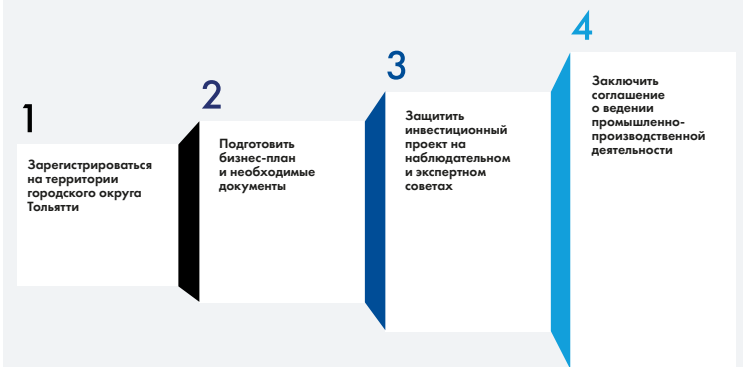 1
Зарегистрироваться
на территории
городского округа
Тольятти
2
Подготовить
бизнес-план
и необходимые
документы
3
Защитить
инвестиционный
проект на
наблюдательном
и экспертном
советах
4
Заключить
соглашение
о ведении
промышленно-
производственной
деятельности